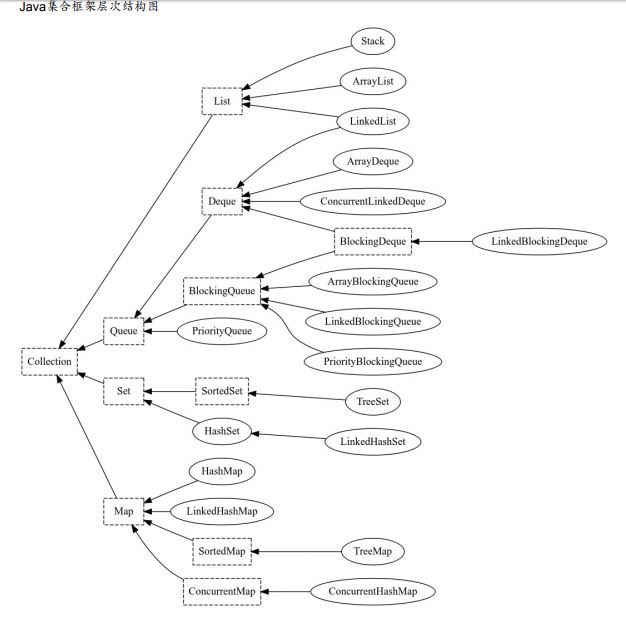 Java集合框架层次结构图
Stack
ArrayList
List
LinkedList
ArrayDeque
Deque
ConcurrentLinkedDeque
BlockingDeque
LinkedBlockingDeque
ArrayBlockingQueue
BlockingQueue
LinkedBlockingQueue
Queue
PriorityQueue
Collection
PriorityBlockingQueue
Set
SortedSet
TreeSet
HashSet
LinkedHashSet
HashMap
Map
LinkedHashMap
SortedMap
TreeMap
ConcurrentMap
ConcurrentHashMap